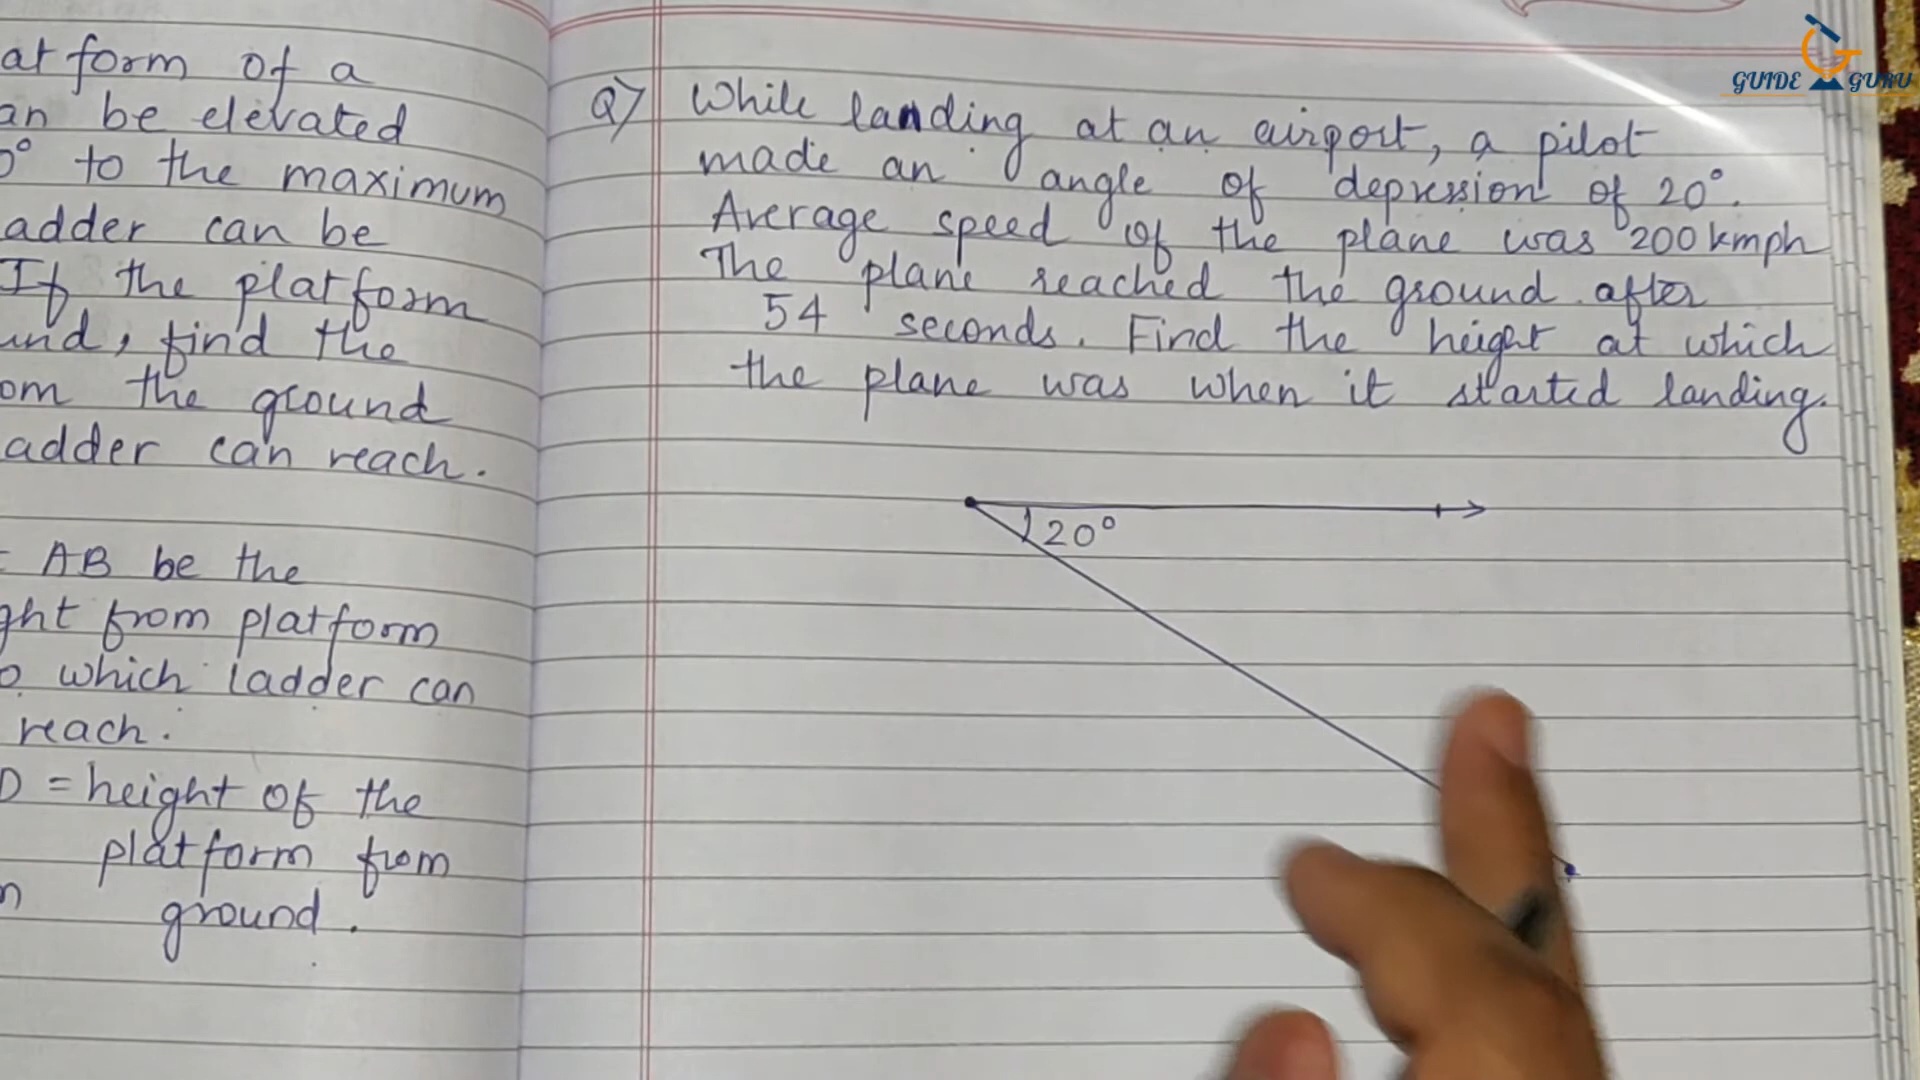 at form of a
an be elevated
0° to the maximum
adder can be
If the platform
und, find the
om the ground
adder can reach.
AB be the
ght from platform
o which ladder can
reach.
D = height of the
platform from
n ground.
Q) While landing at an airport, a pilot
made an angle of depression of 20°.
Average speed of the plane was 200 kmph
The plane reached the ground after
54 seconds. Find the height at which
the plane was when it started landing.
20°
GUIDE GURU